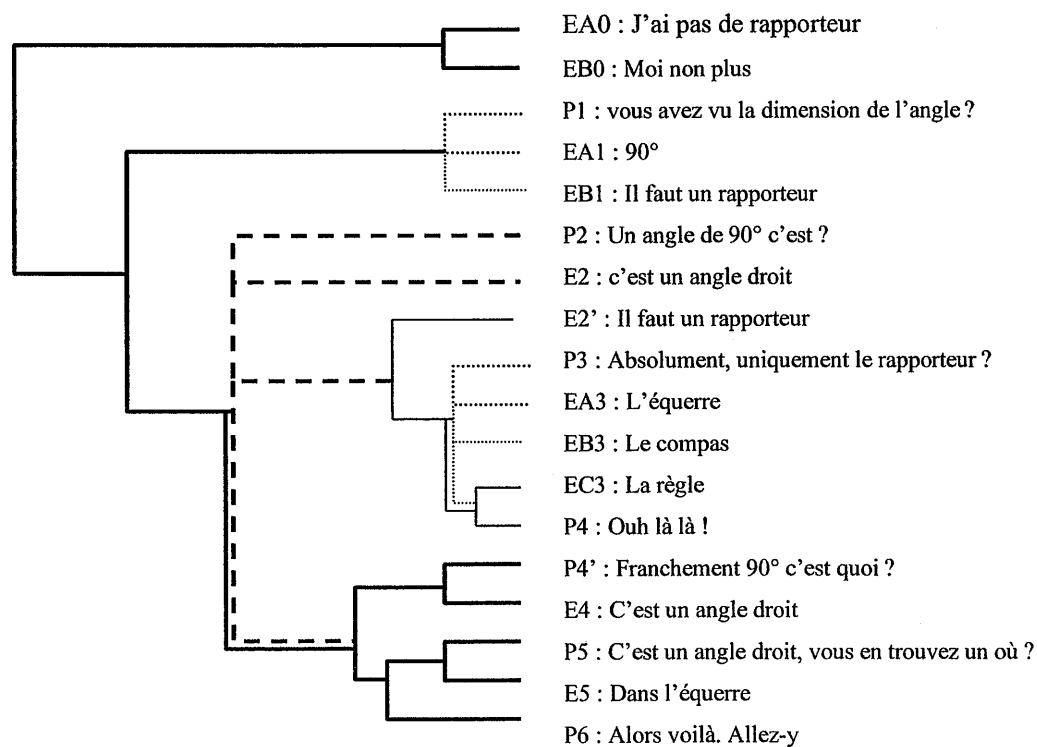 EA0 : J'ai pas de rapporteur
EB0 : Moi non plus
P1 : vous avez vu la dimension de l'angle ?
EA1 : 90°
EB1 : Il faut un rapporteur
P2 : Un angle de 90° c'est ?
E2 : c'est un angle droit
E2' : Il faut un rapporteur
P3 : Absolument, uniquement le rapporteur ?
EA3 : L'équerre
EB3 : Le compas
EC3 : La règle
P4 : Ouh là là !
P4' : Franchement 90° c'est quoi ?
E4 : C'est un angle droit
P5 : C'est un angle droit, vous en trouvez un où ?
E5 : Dans l'équerre
P6 : Alors voilà. Allez-y